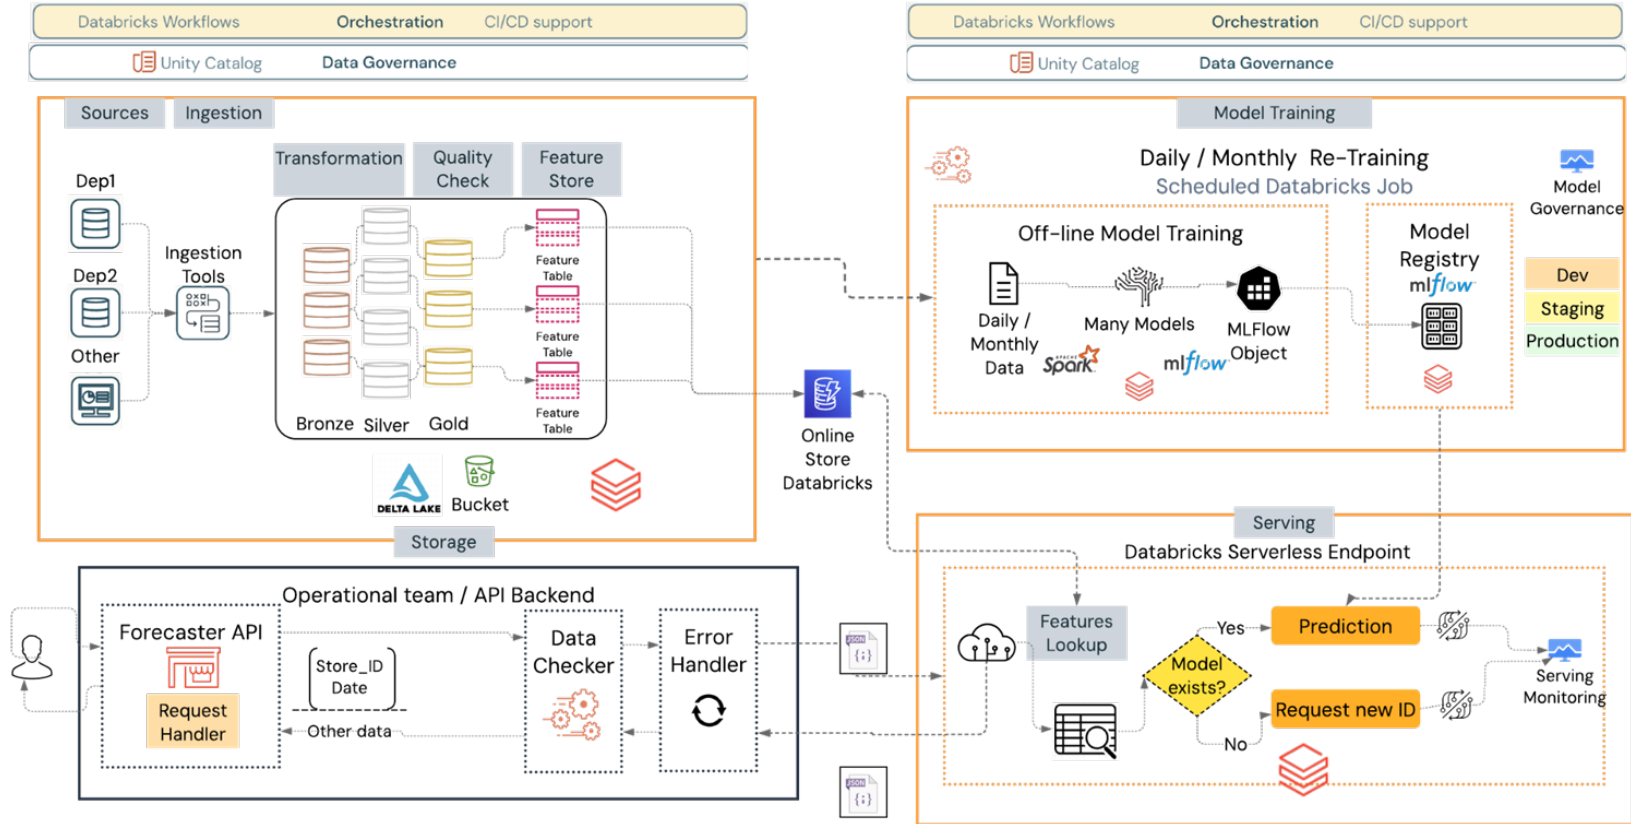 Databricks Workflows Orchestration CI/CD support
Unity Catalog Data Governance
Sources Ingestion
Transformation
Quality
Check
Feature
Store
Dep1
Dep2
Other
Ingestion
Tools
Feature
Table
Feature
Table
Feature
Table
Bronze Silver Gold
DELTA LAKE
Bucket
Storage
Online
Store
Databricks
Databricks Workflows Orchestration CI/CD support
Unity Catalog Data Governance
Model Training
Daily / Monthly Re-Training
Scheduled Databricks Job
Model
Governance
Off-line Model Training
Daily /
Monthly
Data
APACHE
Spark
Many Models
mlflow
MLFlow
Object
Model
Registry
mlflow
Dev
Staging
Production
Operational team / API Backend
Forecaster API
Request
Handler
Store_ID
Date
Other data
Data
Checker
Error
Handler
JSON
{;}
JSON
{;}
Serving
Databricks Serverless Endpoint
Features
Lookup
Model
exists?
Yes
No
Prediction
Request new ID
Serving
Monitoring